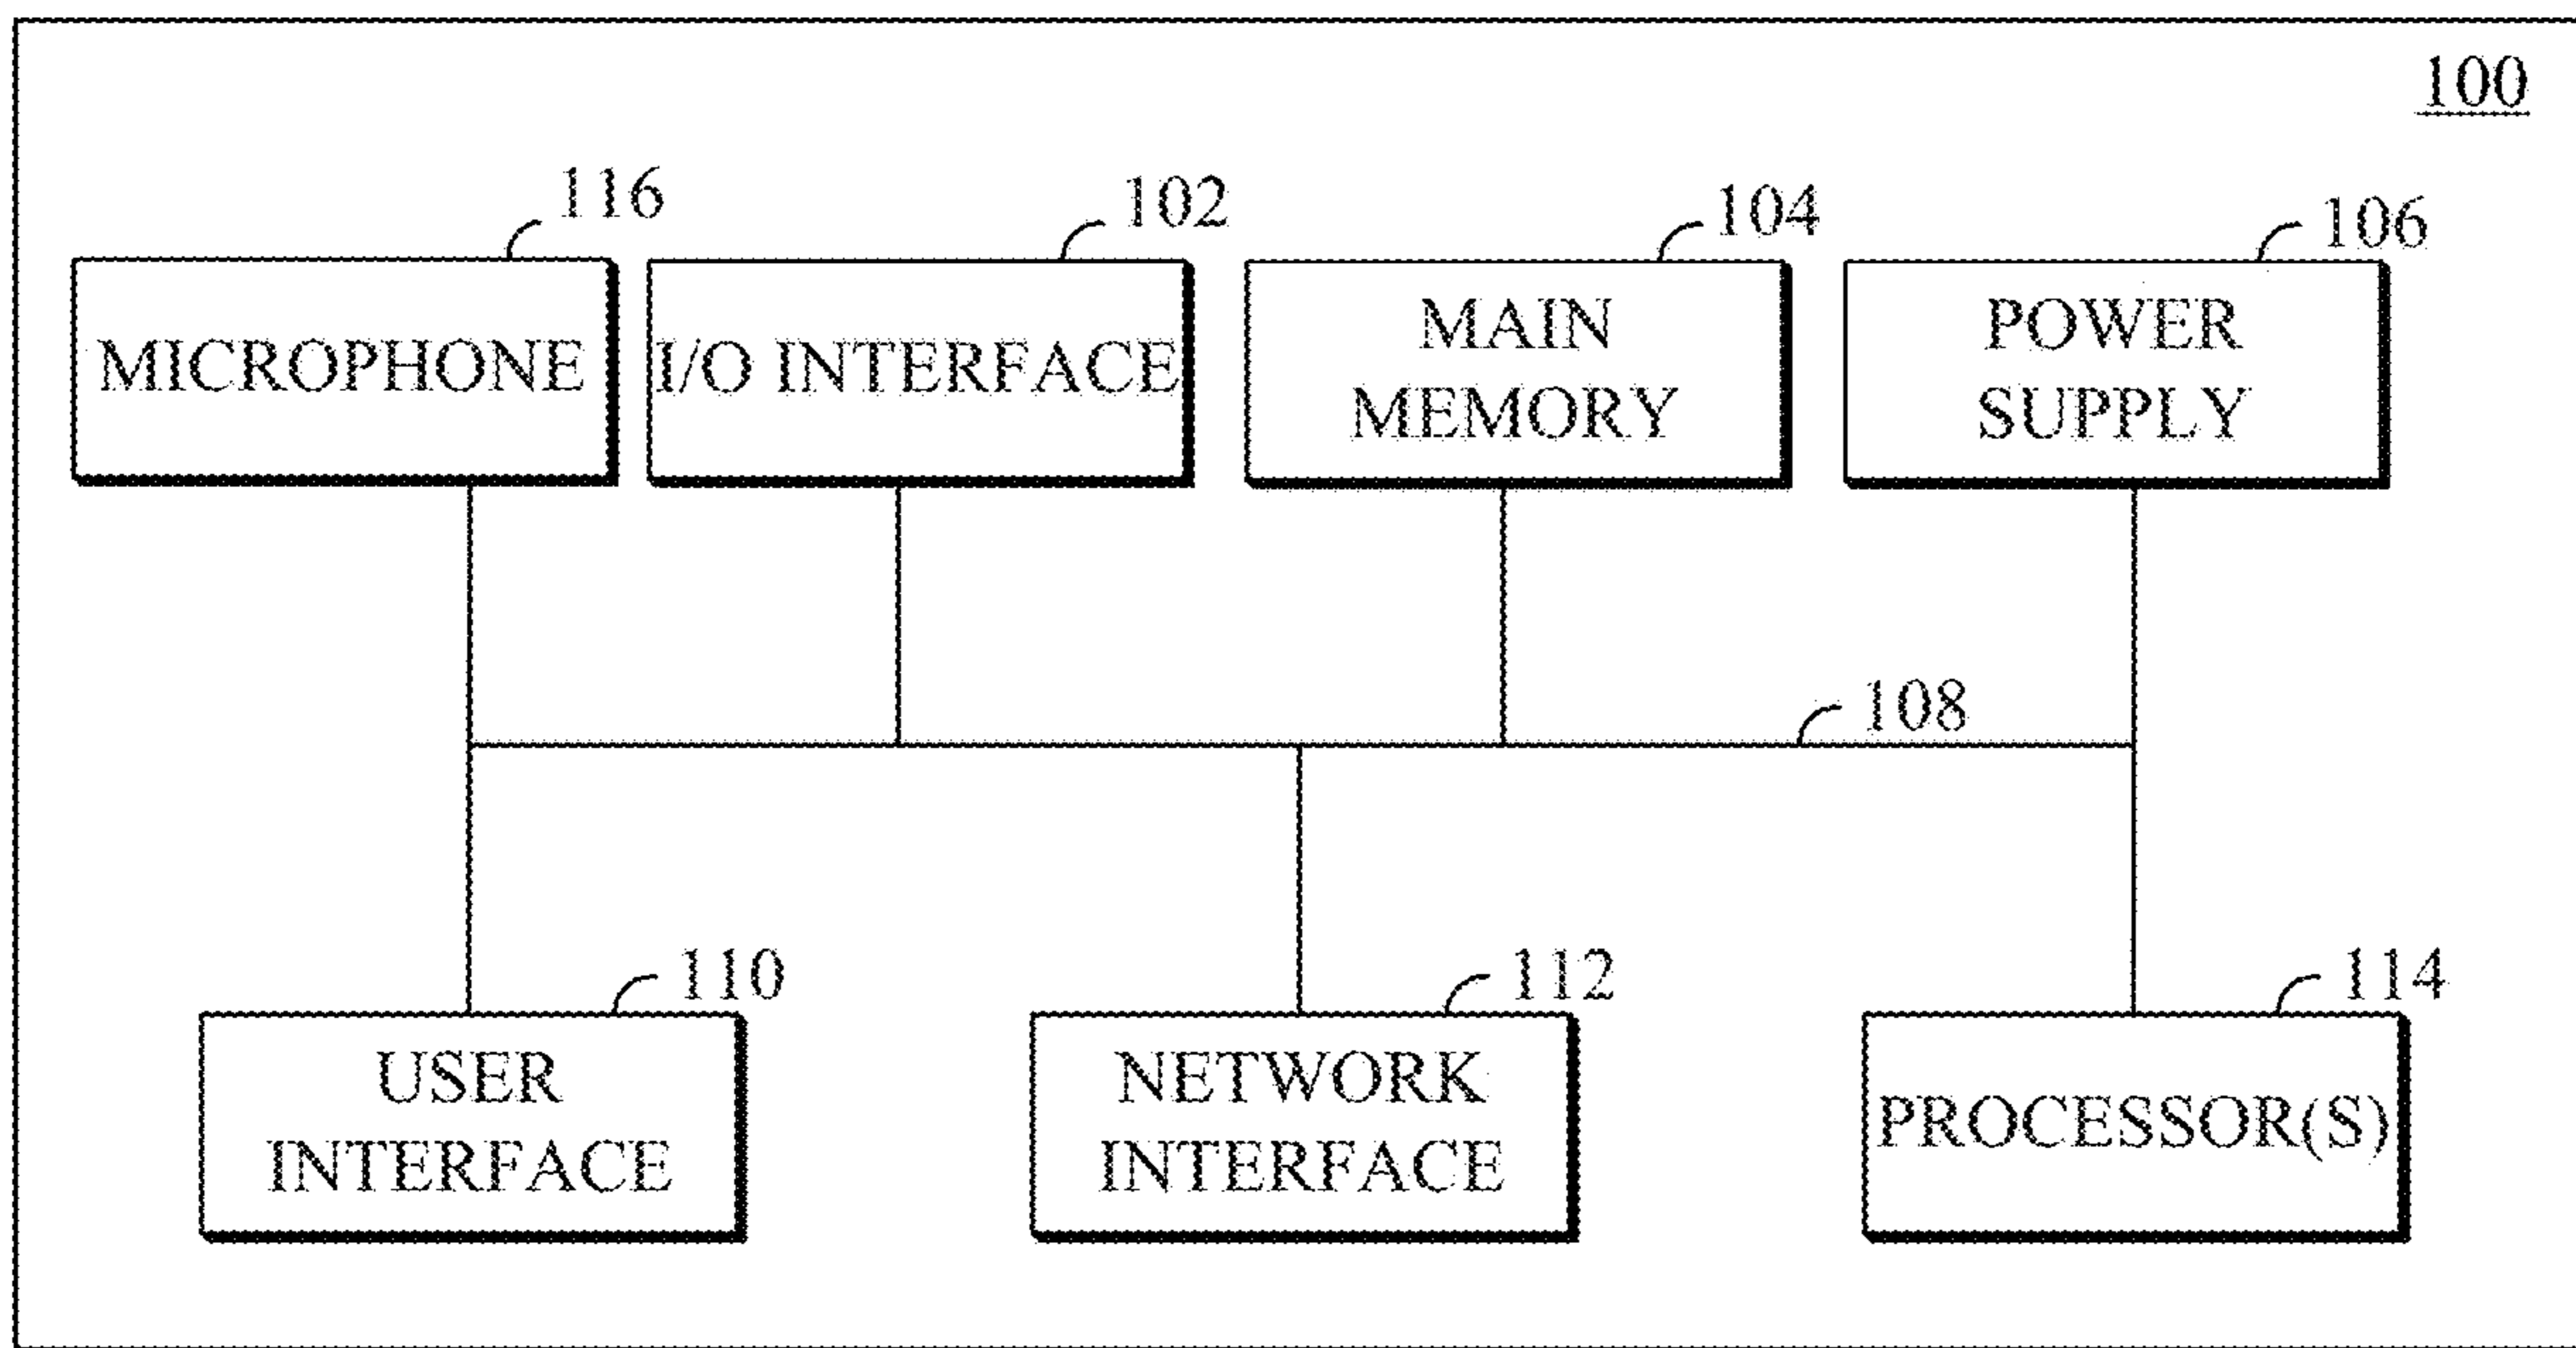 100
116
102
104
106
MICROPHONE
I/O INTERFACE
MAIN
MEMORY
POWER
SUPPLY
108
110
112
114
USER
INTERFACE
NETWORK
INTERFACE
PROCESSOR(S)